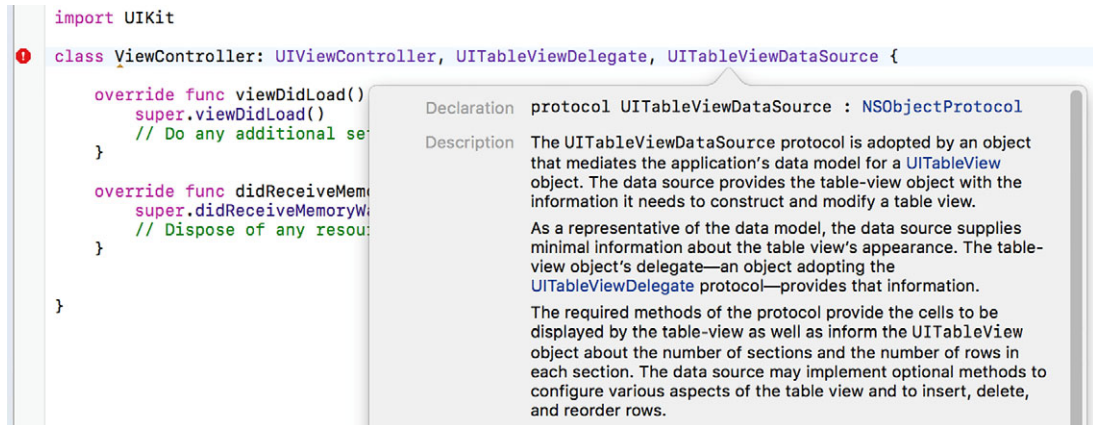 import UIKit
class ViewController: UIViewController, UITableViewDelegate, UITableViewDataSource {
override func viewDidLoad()
super.viewDidLoad()
// Do any additional se
}
override func didReceiveMem
super.didReceiveMemoryW
// Dispose of any resou
}
}
Declaration protocol UITableViewDataSource : NSObjectProtocol
Description The UITableViewDataSource protocol is adopted by an object
that mediates the application's data model for a UITableView
object. The data source provides the table-view object with the
information it needs to construct and modify a table view.
As a representative of the data model, the data source supplies
minimal information about the table view's appearance. The table-
view object's delegate—an object adopting the
UITableViewDelegate protocol—provides that information.
The required methods of the protocol provide the cells to be
displayed by the table-view as well as inform the UITableView
object about the number of sections and the number of rows in
each section. The data source may implement optional methods to
configure various aspects of the table view and to insert, delete,
and reorder rows.